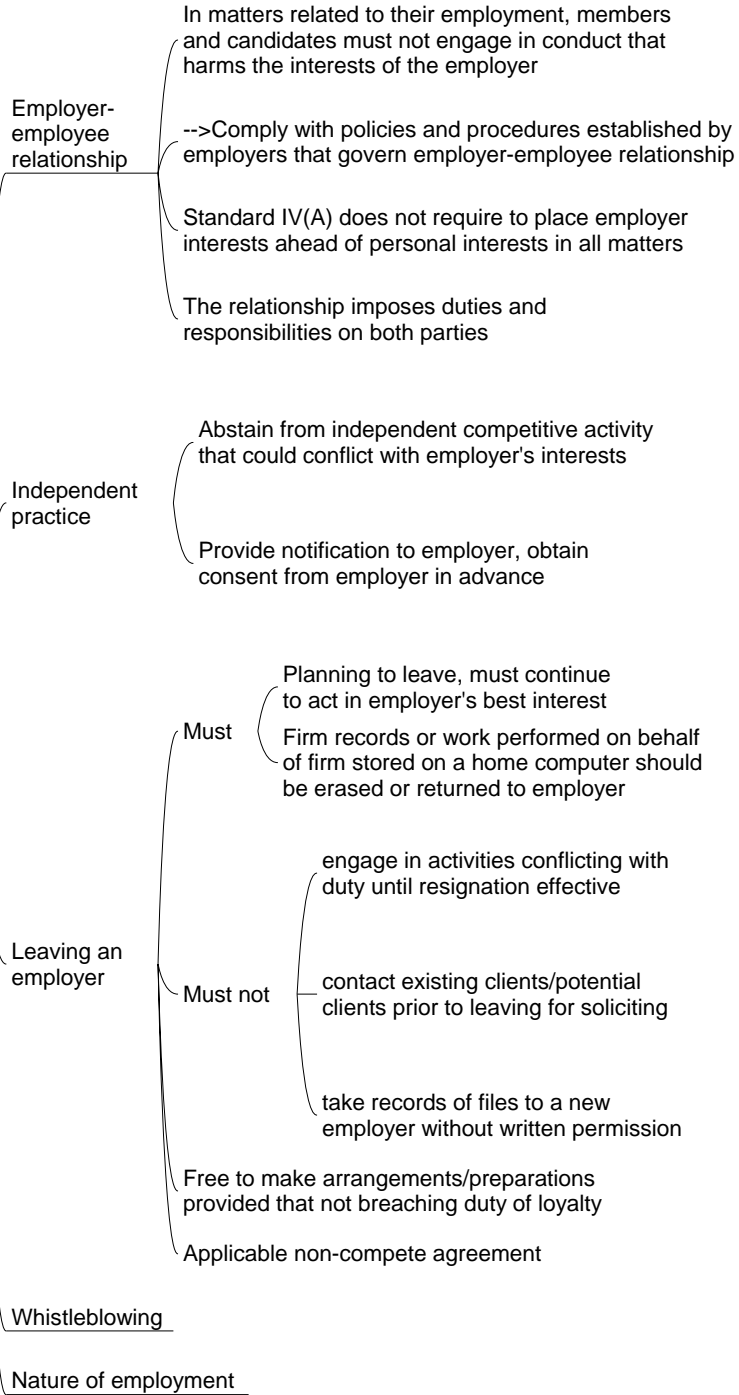 In matters related to their employment, members
and candidates must not engage in conduct that
harms the interests of the employer
Employer-
employee
relationship
-->Comply with policies and procedures established by
employers that govern employer-employee relationship
Standard IV(A) does not require to place employer
interests ahead of personal interests in all matters
The relationship imposes duties and
responsibilities on both parties
Independent
practice
Abstain from independent competitive activity
that could conflict with employer's interests
Provide notification to employer, obtain
consent from employer in advance
Leaving an
employer
Must
Planning to leave, must continue
to act in employer's best interest
Firm records or work performed on behalf
of firm stored on a home computer should
be erased or returned to employer
Must not
engage in activities conflicting with
duty until resignation effective
contact existing clients/potential
clients prior to leaving for soliciting
take records of files to a new
employer without written permission
Free to make arrangements/preparations
provided that not breaching duty of loyalty
Applicable non-compete agreement
Whistleblowing
Nature of employment